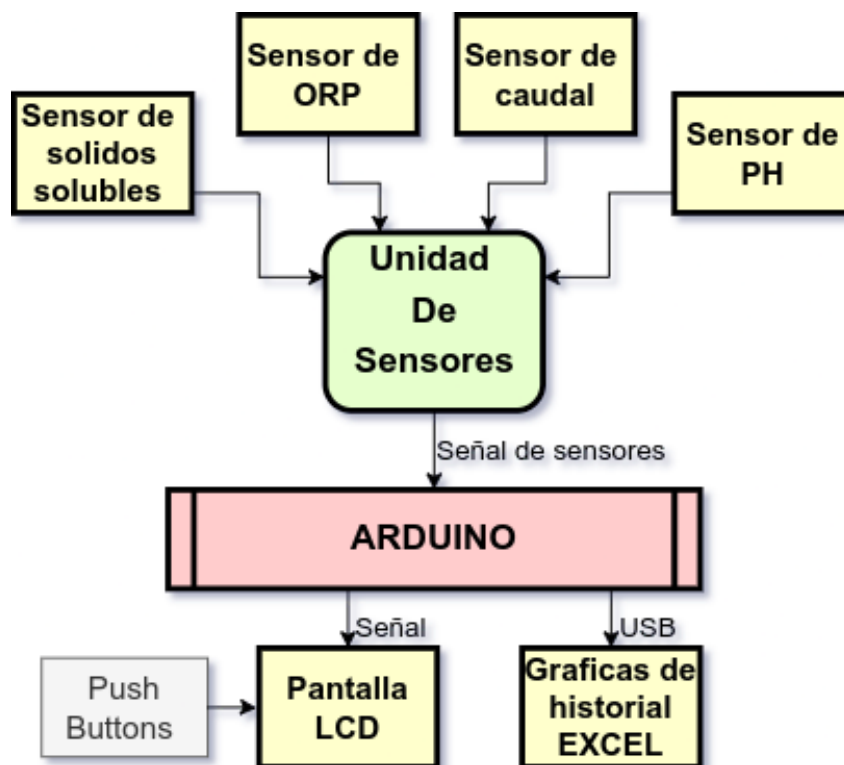 Sensor de
ORP
Sensor de
caudal
Sensor de
solidos
solubles
Sensor de
PH
Unidad
De
Sensores
Señal de sensores
ARDUINO
Señal
USB
Push
Buttons
Pantalla
LCD
Graficas de
historial
EXCEL